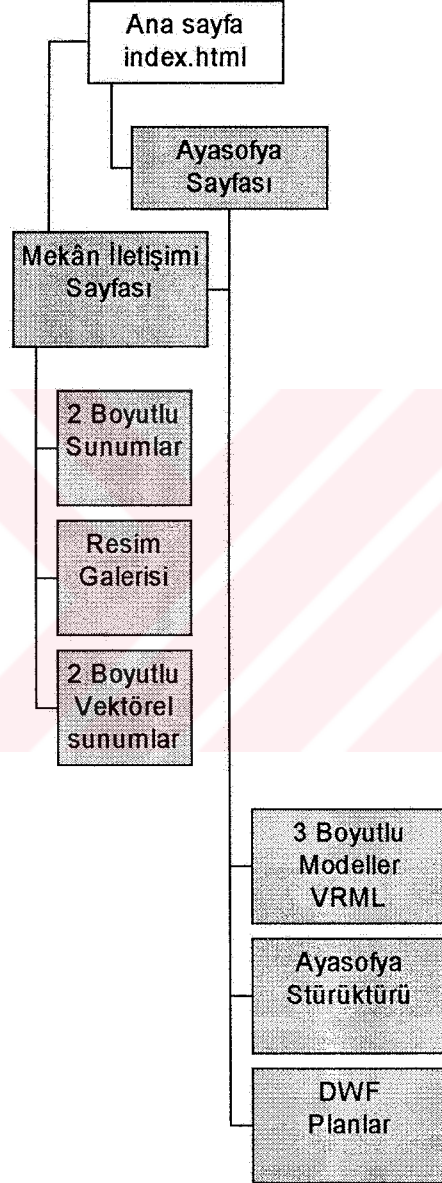 Ana sayfa
index.html
Ayasofya
Sayfası
Mekân İletişimi
Sayfası
2 Boyutlu
Sunumlar
Resim
Galerisi
2 Boyutlu
Vektörel
sunumlar
3 Boyutlu
Modeller
VRML
Ayasofya
Stürüktürü
DWF
Planlar